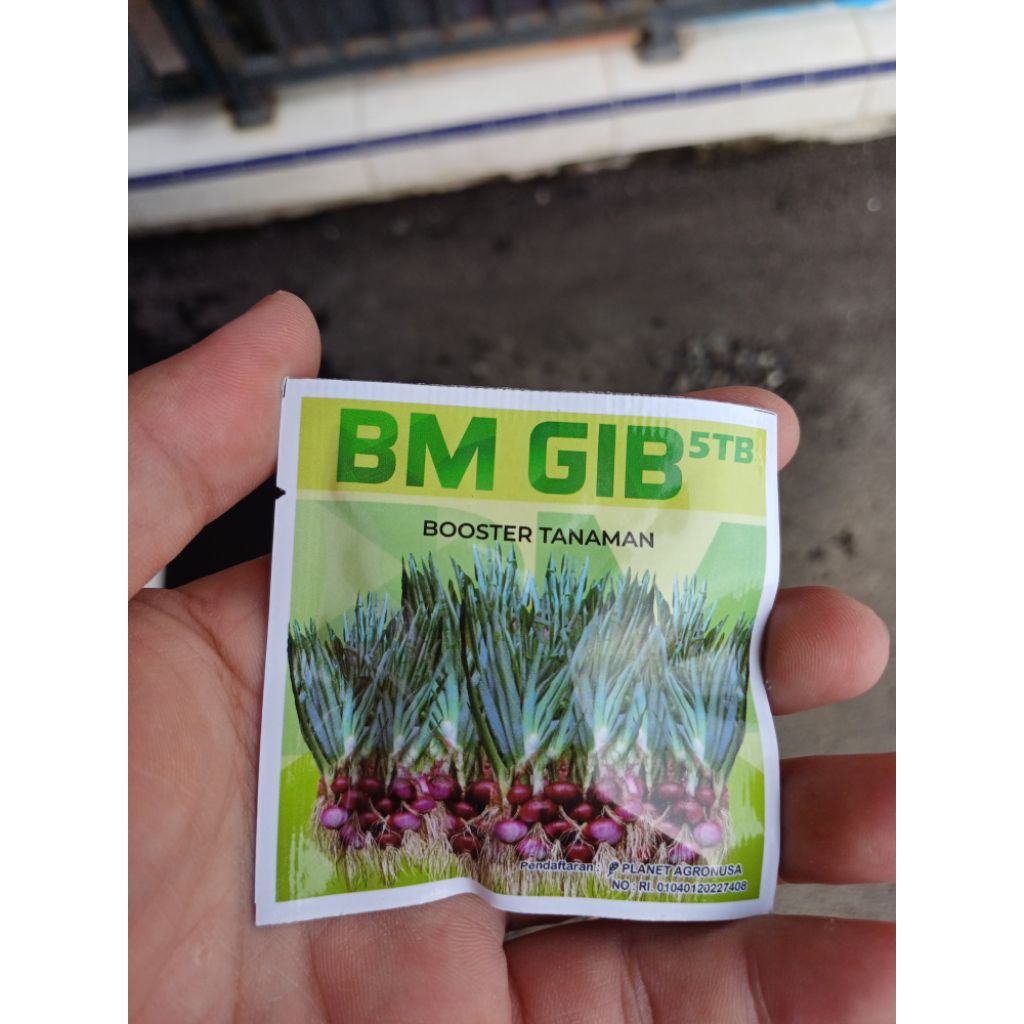 BM GIB 5TB
BOOSTER TANAMAN
Pendaftaran : PLANET AGRONUSA
NO : RI. 01040120227408